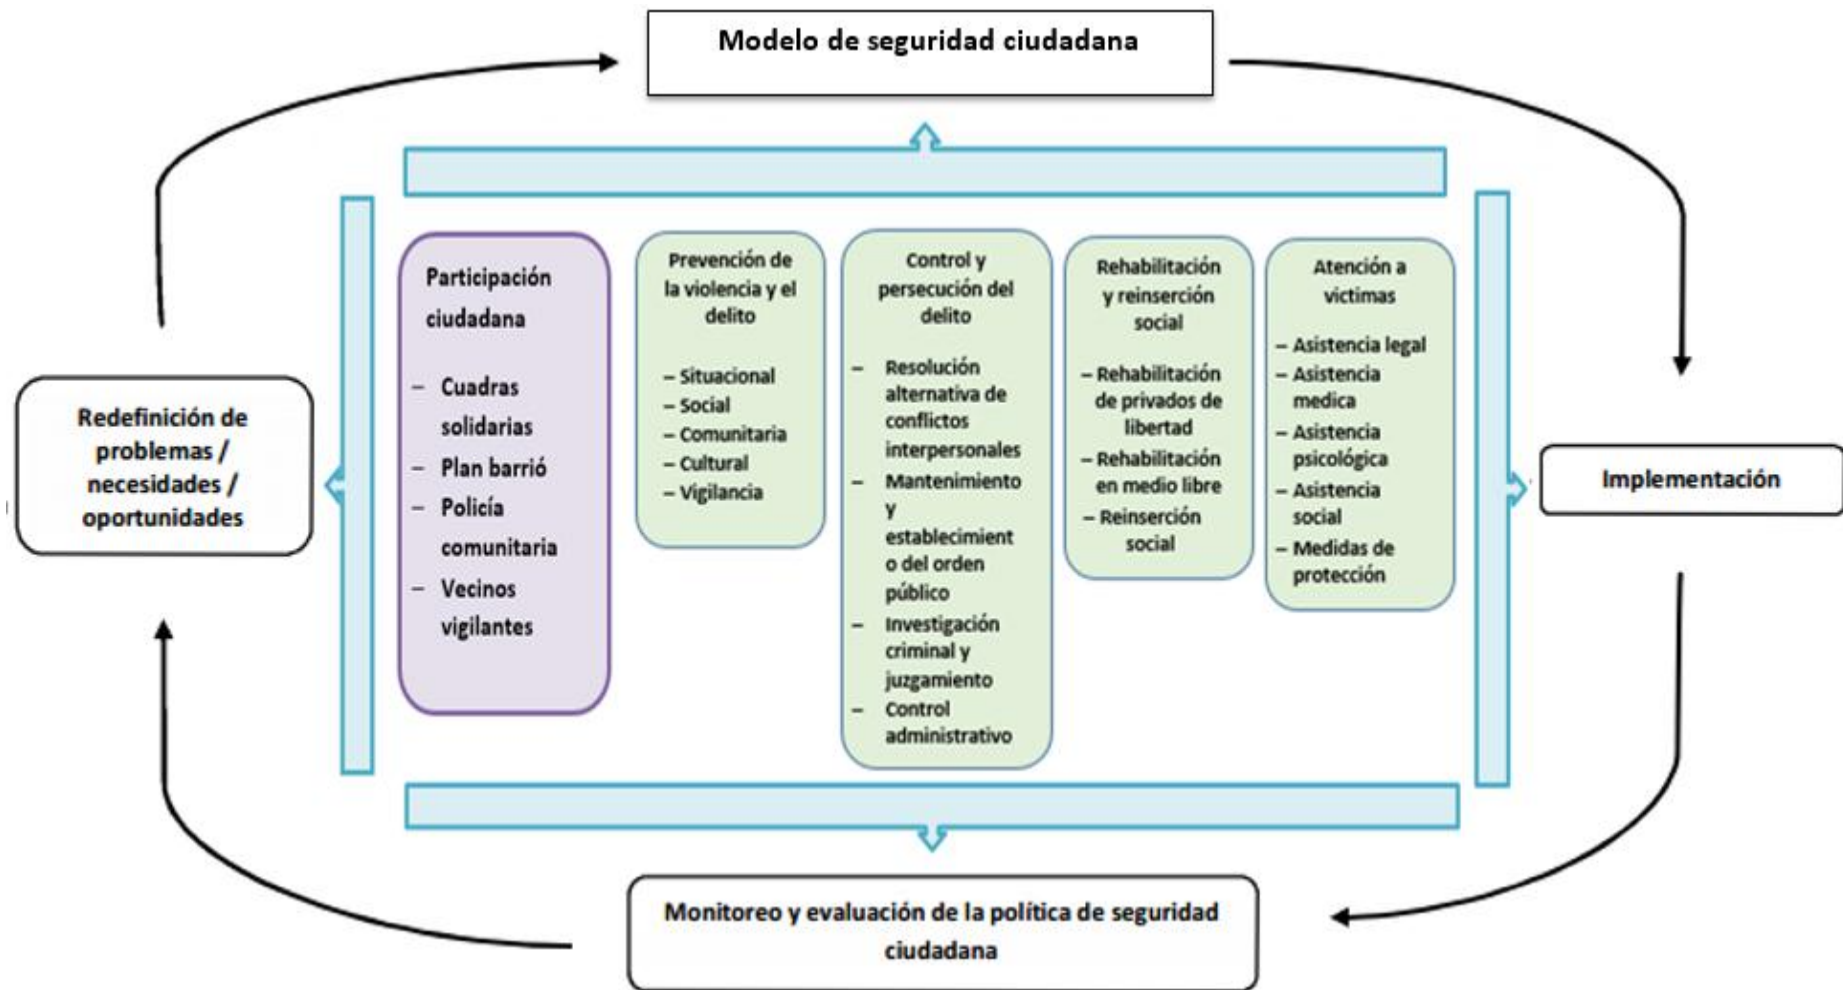 Modelo de seguridad ciudadana
Participación
ciudadana
– Cuadras
solidarias
– Plan barrió
– Policía
comunitaria
– Vecinos
vigilantes
Prevención de
la violencia y el
delito
– Situacional
– Social
– Comunitaria
– Cultural
– Vigilancia
Control y
persecución del
delito
– Resolución
alternativa de
conflictos
interpersonales
– Mantenimiento
y
establecimient
o del orden
público
– Investigación
criminal y
juzgamiento
– Control
administrativo
Rehabilitación
y reinserción
social
– Rehabilitación
de privados de
libertad
– Rehabilitación
en medio libre
– Reinserción
social
Atención a
victimas
– Asistencia legal
– Asistencia
medica
– Asistencia
psicológica
– Asistencia
social
– Medidas de
protección
Redefinición de
problemas /
necesidades /
oportunidades
Implementación
Monitoreo y evaluación de la política de seguridad
ciudadana